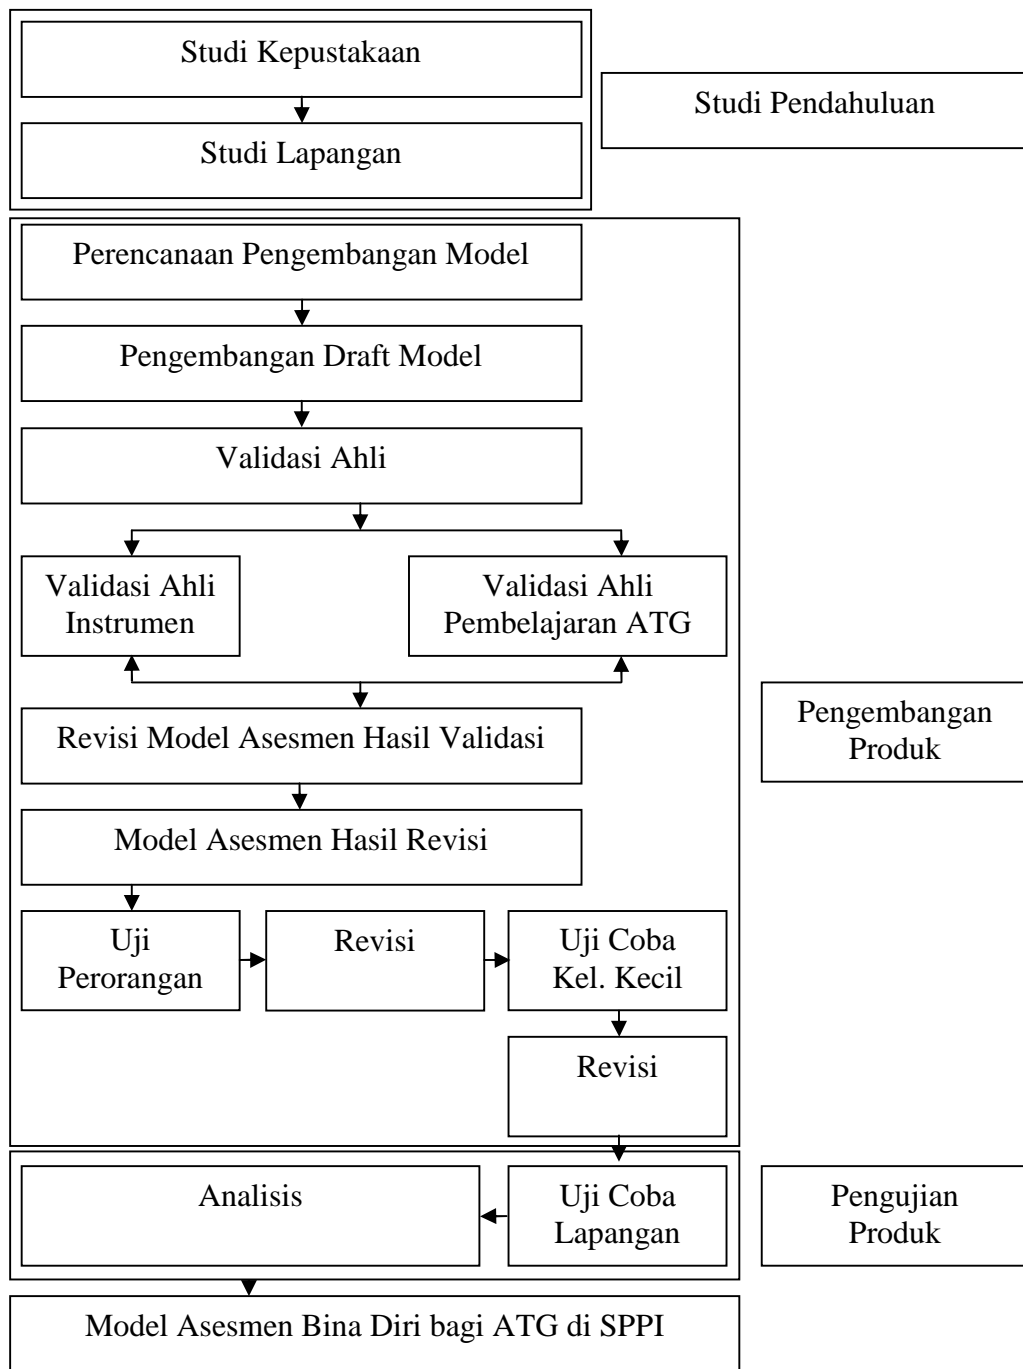 Studi Kepustakaan
Studi Pendahuluan
Studi Lapangan
Perencanaan Pengembangan Model
Pengembangan Draft Model
Validasi Ahli
Validasi Ahli
Instrumen
Validasi Ahli
Pembelajaran ATG
Revisi Model Asesmen Hasil Validasi
Pengembangan
Produk
Model Asesmen Hasil Revisi
Uji
Perorangan
Revisi
Uji Coba
Kel. Kecil
Revisi
Analisis
Uji Coba
Lapangan
Pengujian
Produk
Model Asesmen Bina Diri bagi ATG di SPPI